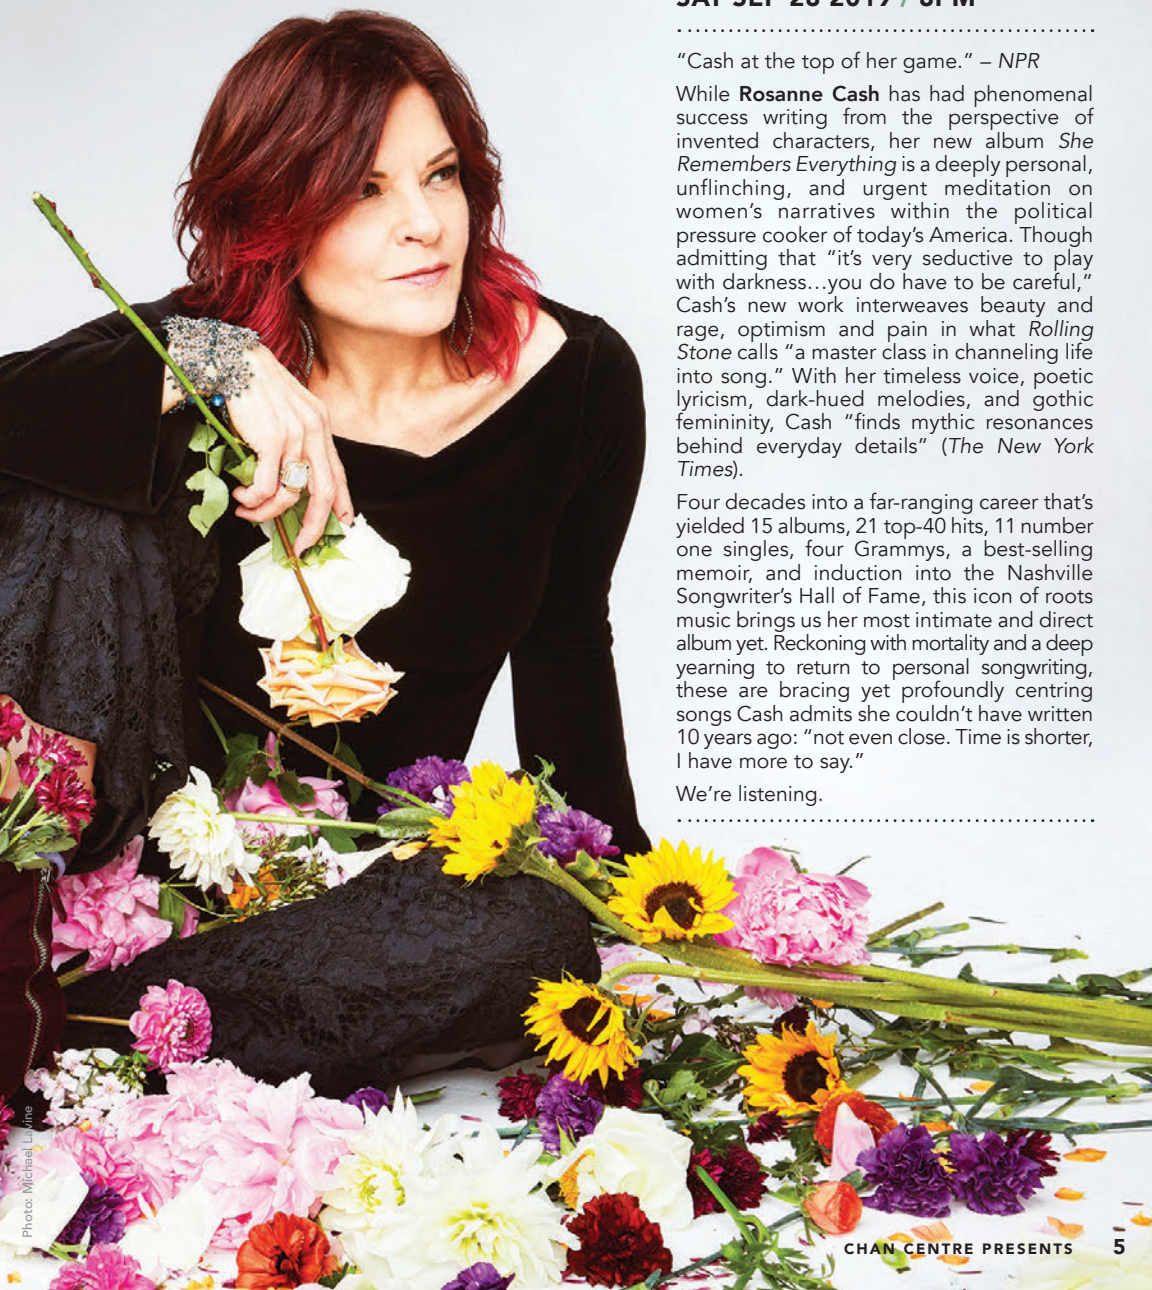 SAT SEP 28 2019 / 8PM
“Cash at the top of her game.” – NPR
While Rosanne Cash has had phenomenal
success writing from the perspective of
invented characters, her new album She
Remembers Everything is a deeply personal,
unflinching, and urgent meditation on
women’s narratives within the political
pressure cooker of today’s America. Though
admitting that “it’s very seductive to play
with darkness…you do have to be careful,”
Cash’s new work interweaves beauty and
rage, optimism and pain in what Rolling
Stone calls “a master class in channeling life
into song.” With her timeless voice, poetic
lyricism, dark-hued melodies, and gothic
femininity, Cash “finds mythic resonances
behind everyday details” (The New York
Times).
Four decades into a far-ranging career that’s
yielded 15 albums, 21 top-40 hits, 11 number
one singles, four Grammys, a best-selling
memoir, and induction into the Nashville
Songwriter’s Hall of Fame, this icon of roots
music brings us her most intimate and direct
album yet. Reckoning with mortality and a deep
yearning to return to personal songwriting,
these are bracing yet profoundly centring
songs Cash admits she couldn’t have written
10 years ago: “not even close. Time is shorter,
I have more to say.”
We’re listening.
Photo: Michael Lavine
CHAN CENTRE PRESENTS 5